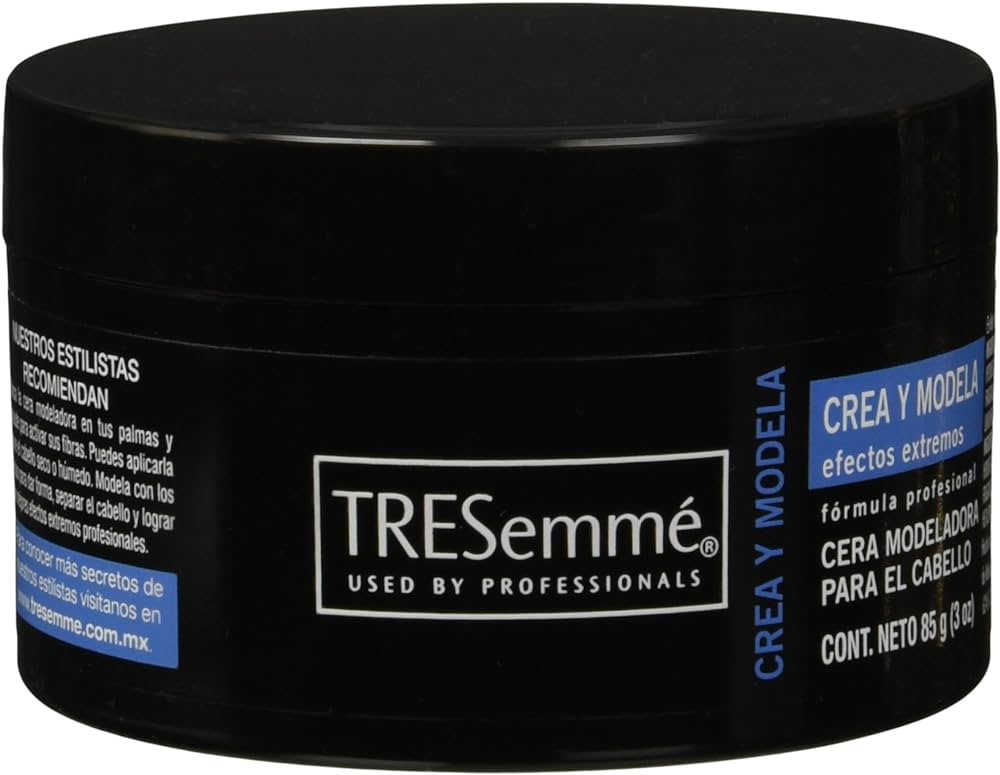 NUESTROS ESTILISTAS
RECOMIENDAN
la cera modeladora en tus palmas y
para activar sus fibras. Puedes aplicarla
cabello seco o húmedo. Modela con los
para dar forma, separar el cabello y lograr
efectos extremos profesionales.
Para conocer más secretos de
nuestros estilistas visítanos en
www.tresemme.com.mx.
TRESemmé®
USED BY PROFESSIONALS
CREA Y MODELA
CREA Y MODELA
efectos extremos
fórmula profesional
CERA MODELADORA
PARA EL CABELLO
CONT. NETO 85 g (3 oz)